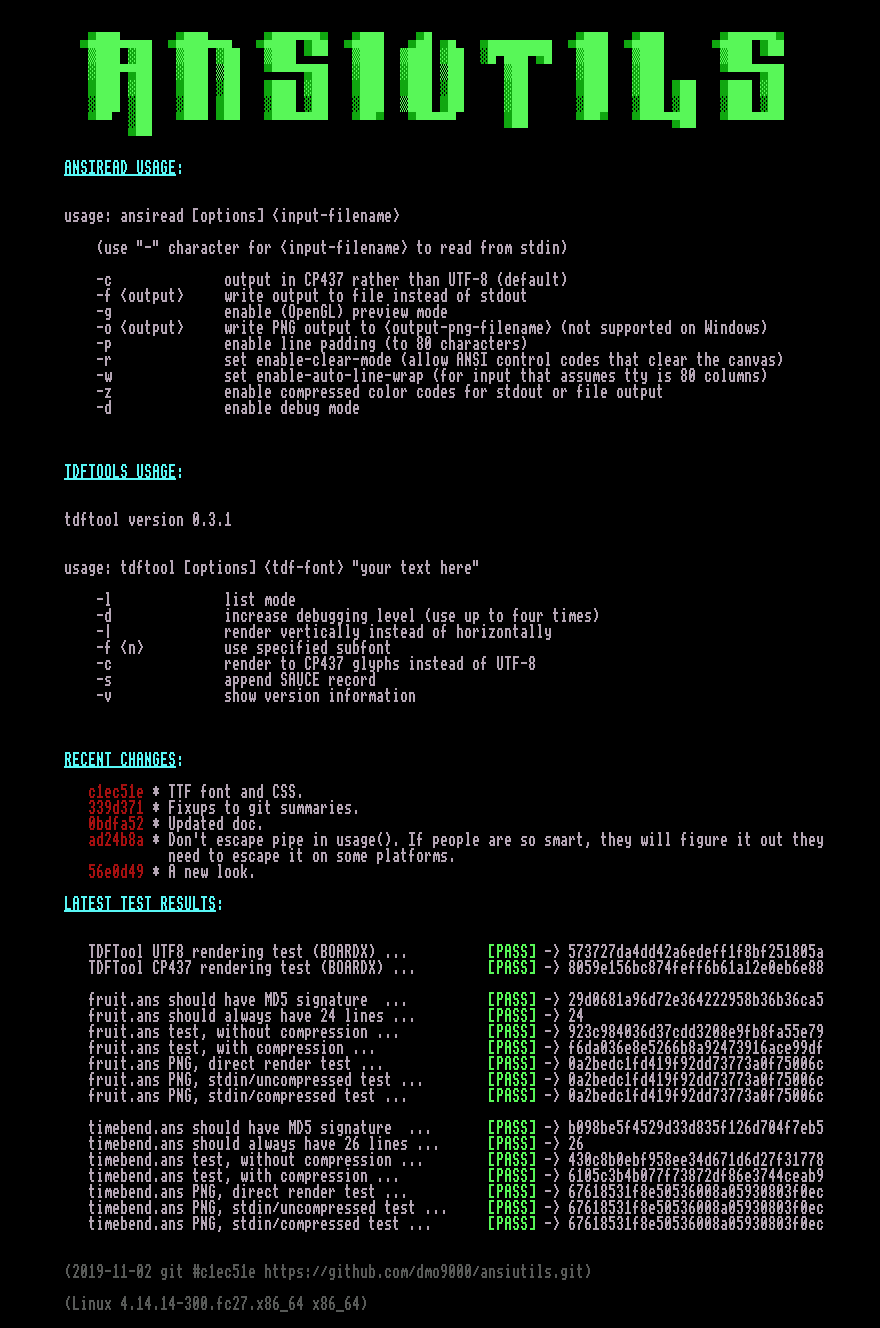 ANSIUTILS
ANSIREAD USAGE:
usage: ansiread [options] <input-filename>
(use "-" character for <input-filename> to read from stdin)
-c output in CP437 rather than UTF-8 (default)
-f <output> write output to file instead of stdout
-g enable (OpenGL) preview mode
-o <output> write PNG output to <output-png-filename> (not supported on Windows)
-p enable line padding (to 80 characters)
-r set enable-clear-mode (allow ANSI control codes that clear the canvas)
-w set enable-auto-line-wrap (for input that assumes tty is 80 columns)
-z enable compressed color codes for stdout or file output
-d enable debug mode
TDFTOOLS USAGE:
tdftool version 0.3.1
usage: tdftool [options] <tdf-font> "your text here"
-l list mode
-d increase debugging level (use up to four times)
-| render vertically instead of horizontally
-f <n> use specified subfont
-c render to CP437 glyphs instead of UTF-8
-s append SAUCE record
-v show version information
RECENT CHANGES:
c1ec51e * TTF font and CSS.
339d371 * Fixups to git summaries.
0bdfa52 * Updated doc.
ad24b8a * Don't escape pipe in usage(). If people are so smart, they will figure it out they
need to escape it on some platforms.
56e0d49 * A new look.
LATEST TEST RESULTS:
TDFTool UTF8 rendering test (BOARDX) ... [PASS] -> 573727da4dd42a6edeff1f8bf251805a
TDFTool CP437 rendering test (BOARDX) ... [PASS] -> 8059e156bc874feff6b61a12e0eb6e88
fruit.ans should have MD5 signature  ... [PASS] -> 29d0681a96d72e364222958b36b36ca5
fruit.ans should always have 24 lines ... [PASS] -> 24
fruit.ans test, without compression ... [PASS] -> 923c984036d37cdd3208e9fb8fa55e79
fruit.ans test, with compression ... [PASS] -> f6da036e8e5266b8a92473916ace99df
fruit.ans PNG, direct render test ... [PASS] -> 0a2bedc1fd419f92dd73773a0f75006c
fruit.ans PNG, stdin/uncompressed test ... [PASS] -> 0a2bedc1fd419f92dd73773a0f75006c
fruit.ans PNG, stdin/compressed test ... [PASS] -> 0a2bedc1fd419f92dd73773a0f75006c
timebend.ans should have MD5 signature  ... [PASS] -> b098be5f4529d33d835f126d704f7eb5
timebend.ans should always have 26 lines ... [PASS] -> 26
timebend.ans test, without compression ... [PASS] -> 430c8b0ebf958ee34d671d6d27f31778
timebend.ans test, with compression ... [PASS] -> 6105c3b4b077f73872df86e3744ceab9
timebend.ans PNG, direct render test ... [PASS] -> 67618531f8e50536008a05930803f0ec
timebend.ans PNG, stdin/uncompressed test ... [PASS] -> 67618531f8e50536008a05930803f0ec
timebend.ans PNG, stdin/compressed test ... [PASS] -> 67618531f8e50536008a05930803f0ec
(2019-11-02 git #c1ec51e https://github.com/dmo9000/ansiutils.git)
(Linux 4.14.14-300.fc27.x86_64 x86_64)